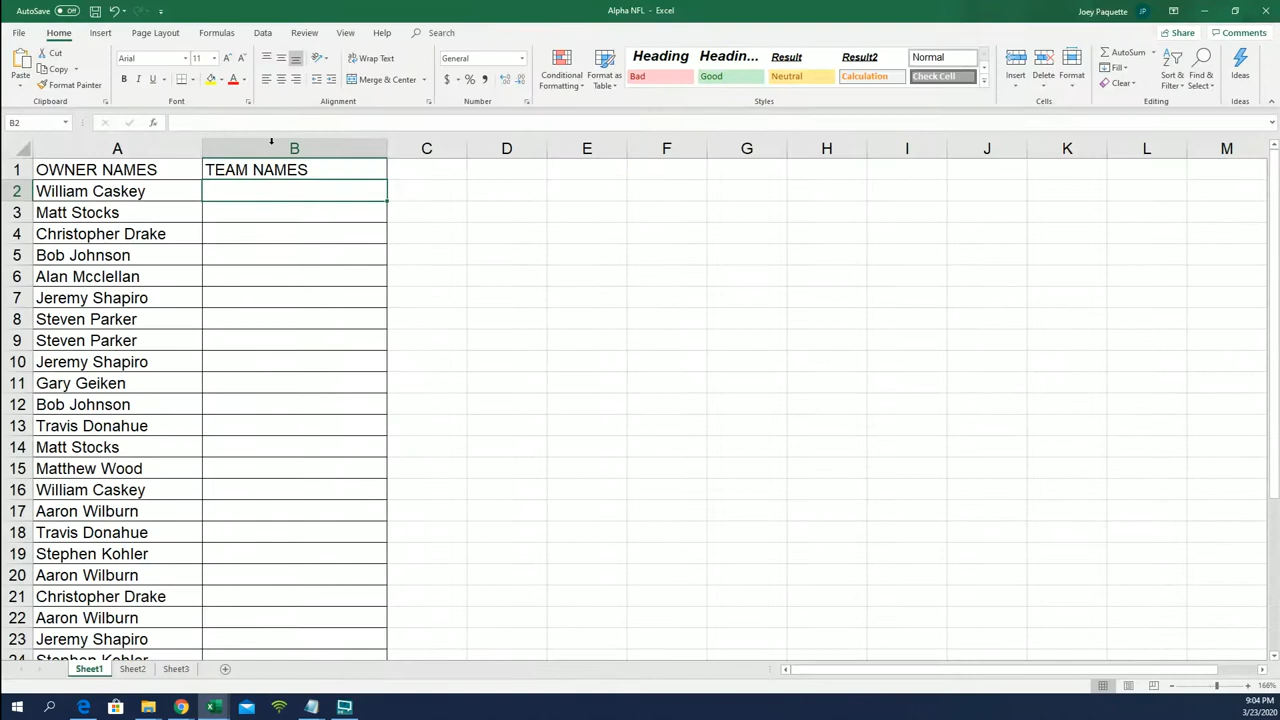 AutoSave Off
Alpha NFL - Excel
Joey Paquette JP
File Home Insert Page Layout Formulas Data Review View Help Search
Share Comments
Paste
Cut
Copy
Format Painter
Clipboard
Arial 11
B I U
Font
Wrap Text
Merge & Center
Alignment
General
$ % ,
Number
Conditional Formatting
Format as Table
Heading Headin... Result Result2 Normal
Bad Good Neutral Calculation Check Cell
Styles
Insert Delete Format
Cells
AutoSum
Fill
Clear
Sort & Filter
Find & Select
Editing
Ideas
Ideas
B2 fx
A B C D E F G H I J K L M
1 OWNER NAMES TEAM NAMES
2 William Caskey
3 Matt Stocks
4 Christopher Drake
5 Bob Johnson
6 Alan Mcclellan
7 Jeremy Shapiro
8 Steven Parker
9 Steven Parker
10 Jeremy Shapiro
11 Gary Geiken
12 Bob Johnson
13 Travis Donahue
14 Matt Stocks
15 Matthew Wood
16 William Caskey
17 Aaron Wilburn
18 Travis Donahue
19 Stephen Kohler
20 Aaron Wilburn
21 Christopher Drake
22 Aaron Wilburn
23 Jeremy Shapiro
24 Stephen Kohler
Sheet1 Sheet2 Sheet3
166%
9:04 PM
3/23/2020